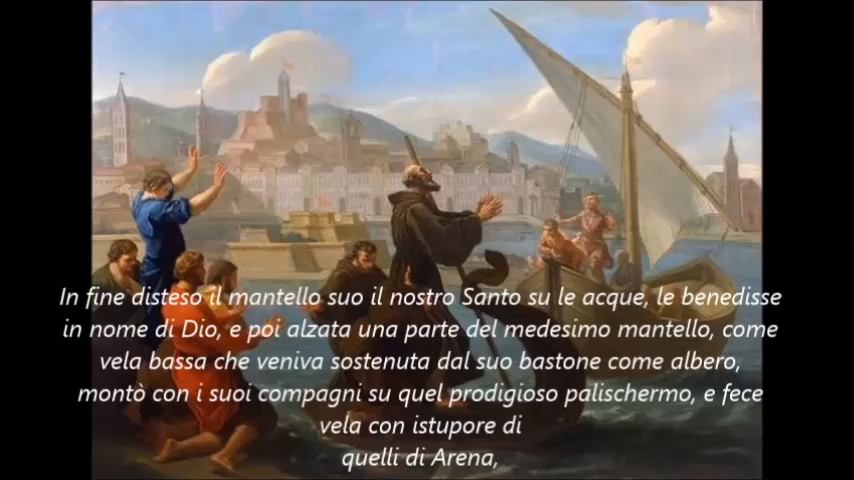 In fine disteso il mantello suo il nostro Santo su le acque, le benedisse
in nome di Dio, e poi alzata una parte del medesimo mantello, come
vela bassa che veniva sostenuta dal suo bastone come albero,
montò con i suoi compagni su quel prodigioso palischermo, e fece
vela con istupore di
quelli di Arena,